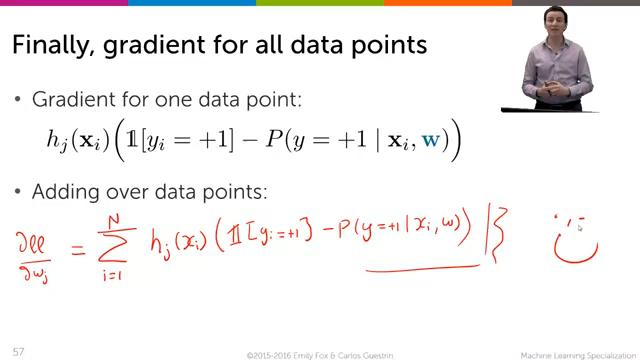 Finally, gradient for all data points
• Gradient for one data point:
h_j(x_i)(𝟙[y_i = +1] − P(y = +1 | x_i, w))
• Adding over data points:
∂ℓℓ/∂w_j = ∑_{i=1}^{N} h_j(x_i) (𝟙[y_i=+1] − P(y=+1 | x_i, w))
57
©2015-2016 Emily Fox & Carlos Guestrin
Machine Learning Specialization